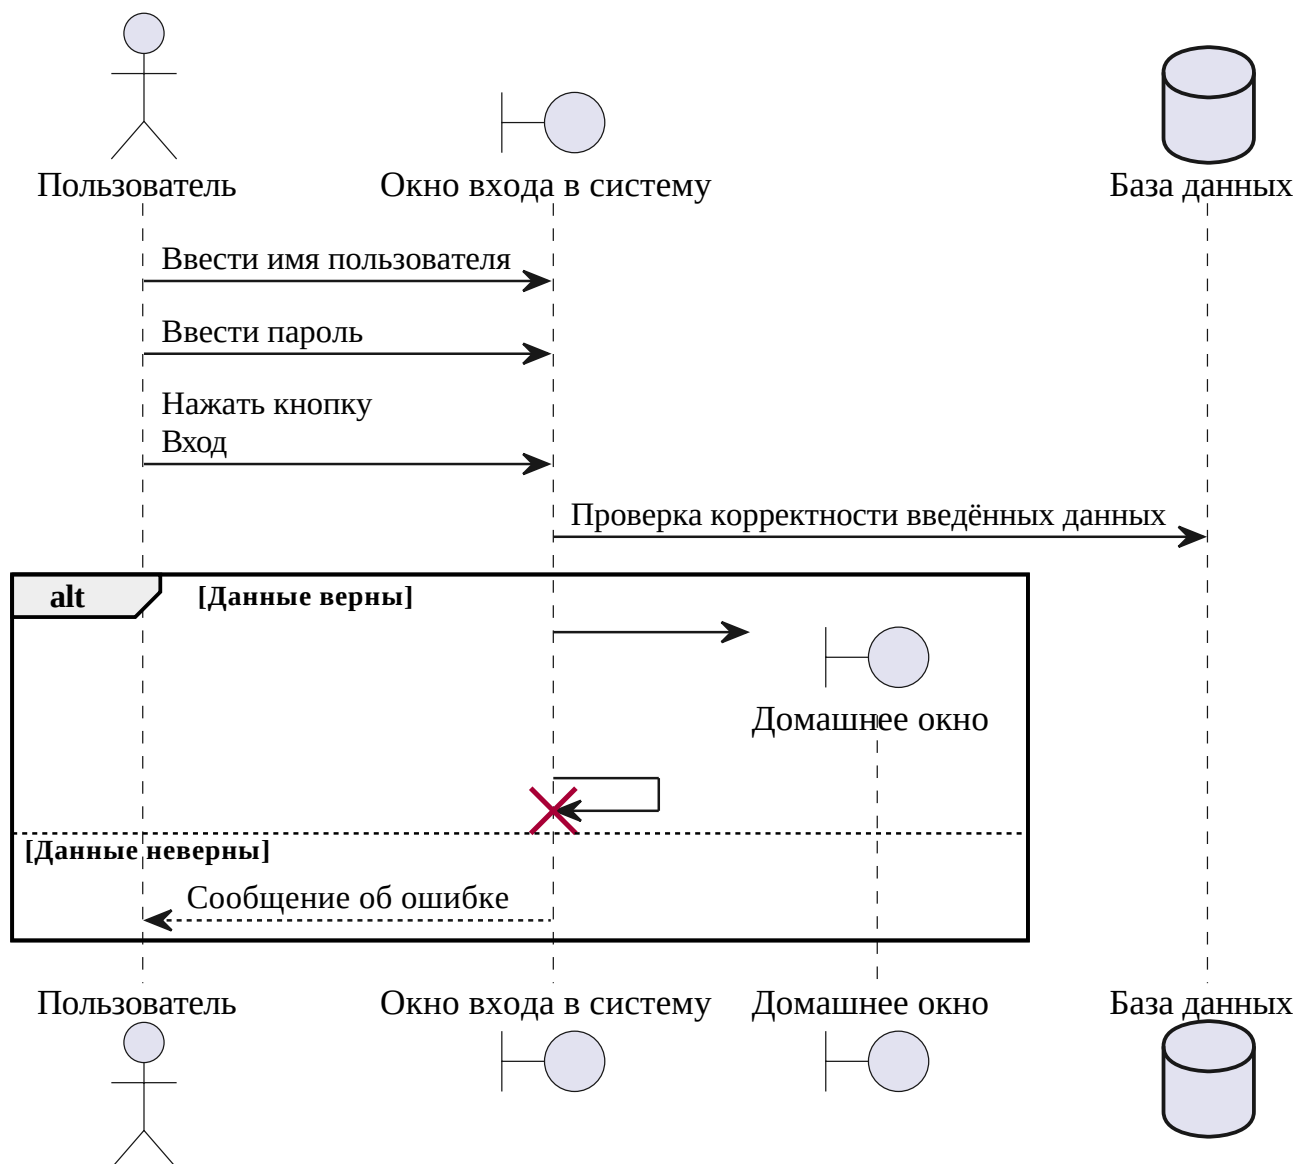 Пользователь
Окно входа в систему
База данных
Ввести имя пользователя
Ввести пароль
Нажать кнопку
Вход
Проверка корректности введённых данных
alt
[Данные верны]
Домашнее окно
[Данные неверны]
Сообщение об ошибке
Пользователь
Окно входа в систему
Домашнее окно
База данных